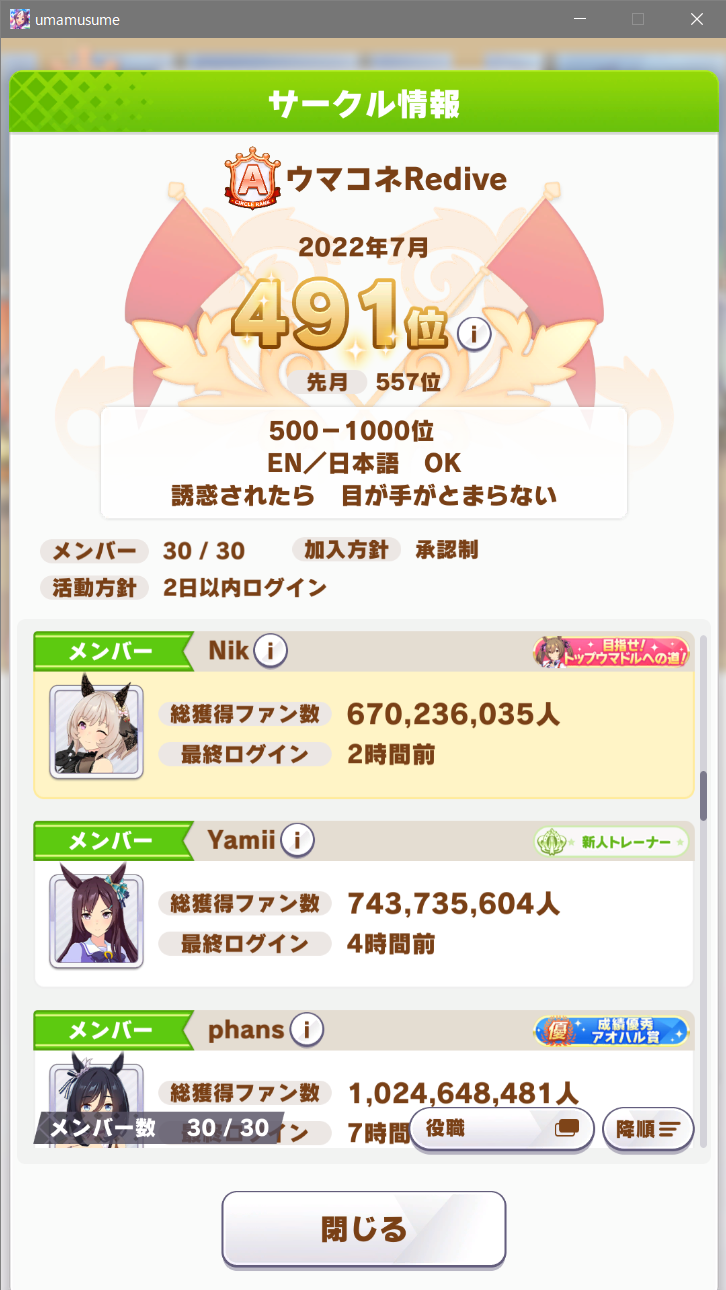 umamusume
サークル情報
A
CIRCLE RANK
ウマコネRedive
2022年7月
491位
i
先月 557位
500－1000位
EN／日本語　OK
誘惑されたら　目が手がとまらない
メンバー 30 / 30 加入方針 承認制
活動方針 2日以内ログイン
メンバー Nik i 目指せ!
トップウマドルへの道!
総獲得ファン数 670,236,035人
最終ログイン 2時間前
メンバー Yamii i 新人トレーナー
総獲得ファン数 743,735,604人
最終ログイン 4時間前
メンバー phans i 優 成績優秀
アオハル賞
総獲得ファン数 1,024,648,481人
最終ログイン 7時間
メンバー数 30 / 30 役職 降順
閉じる